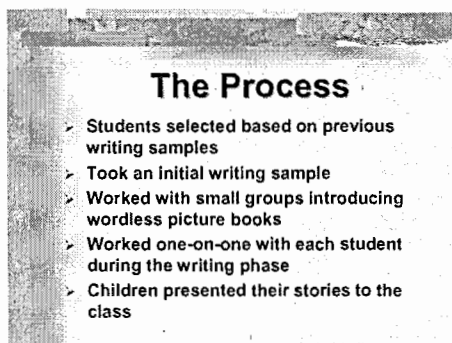 The Process
➤ Students selected based on previous
writing samples
➤ Took an initial writing sample
➤ Worked with small groups introducing
wordless picture books
➤ Worked one-on-one with each student
during the writing phase
➤ Children presented their stories to the
class